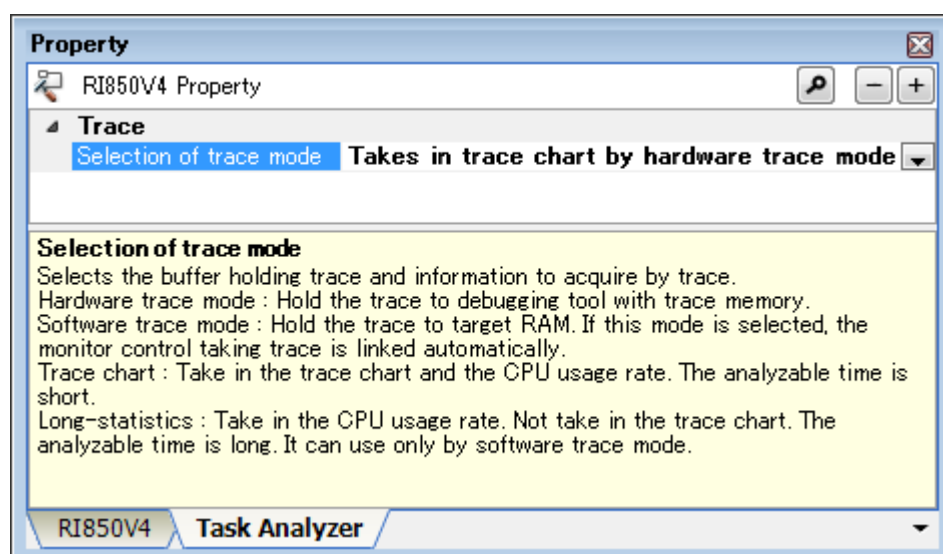 Property
RI850V4 Property
Trace
Selection of trace mode Takes in trace chart by hardware trace mode
Selection of trace mode
Selects the buffer holding trace and information to acquire by trace.
Hardware trace mode : Hold the trace to debugging tool with trace memory.
Software trace mode : Hold the trace to target RAM. If this mode is selected, the
monitor control taking trace is linked automatically.
Trace chart : Take in the trace chart and the CPU usage rate. The analyzable time is
short.
Long-statistics : Take in the CPU usage rate. Not take in the trace chart. The
analyzable time is long. It can use only by software trace mode.
RI850V4 Task Analyzer